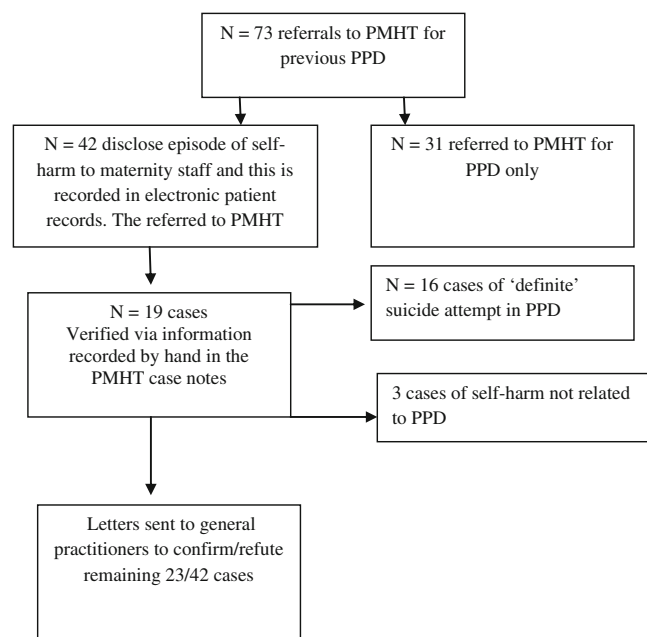 N = 73 referrals to PMHT for
previous PPD
N = 42 disclose episode of self-
harm to maternity staff and this is
recorded in electronic patient
records. The referred to PMHT
N = 31 referred to PMHT for
PPD only
N = 19 cases
Verified via information
recorded by hand in the
PMHT case notes
N = 16 cases of ‘definite’
suicide attempt in PPD
3 cases of self-harm not related
to PPD
Letters sent to general
practitioners to confirm/refute
remaining 23/42 cases